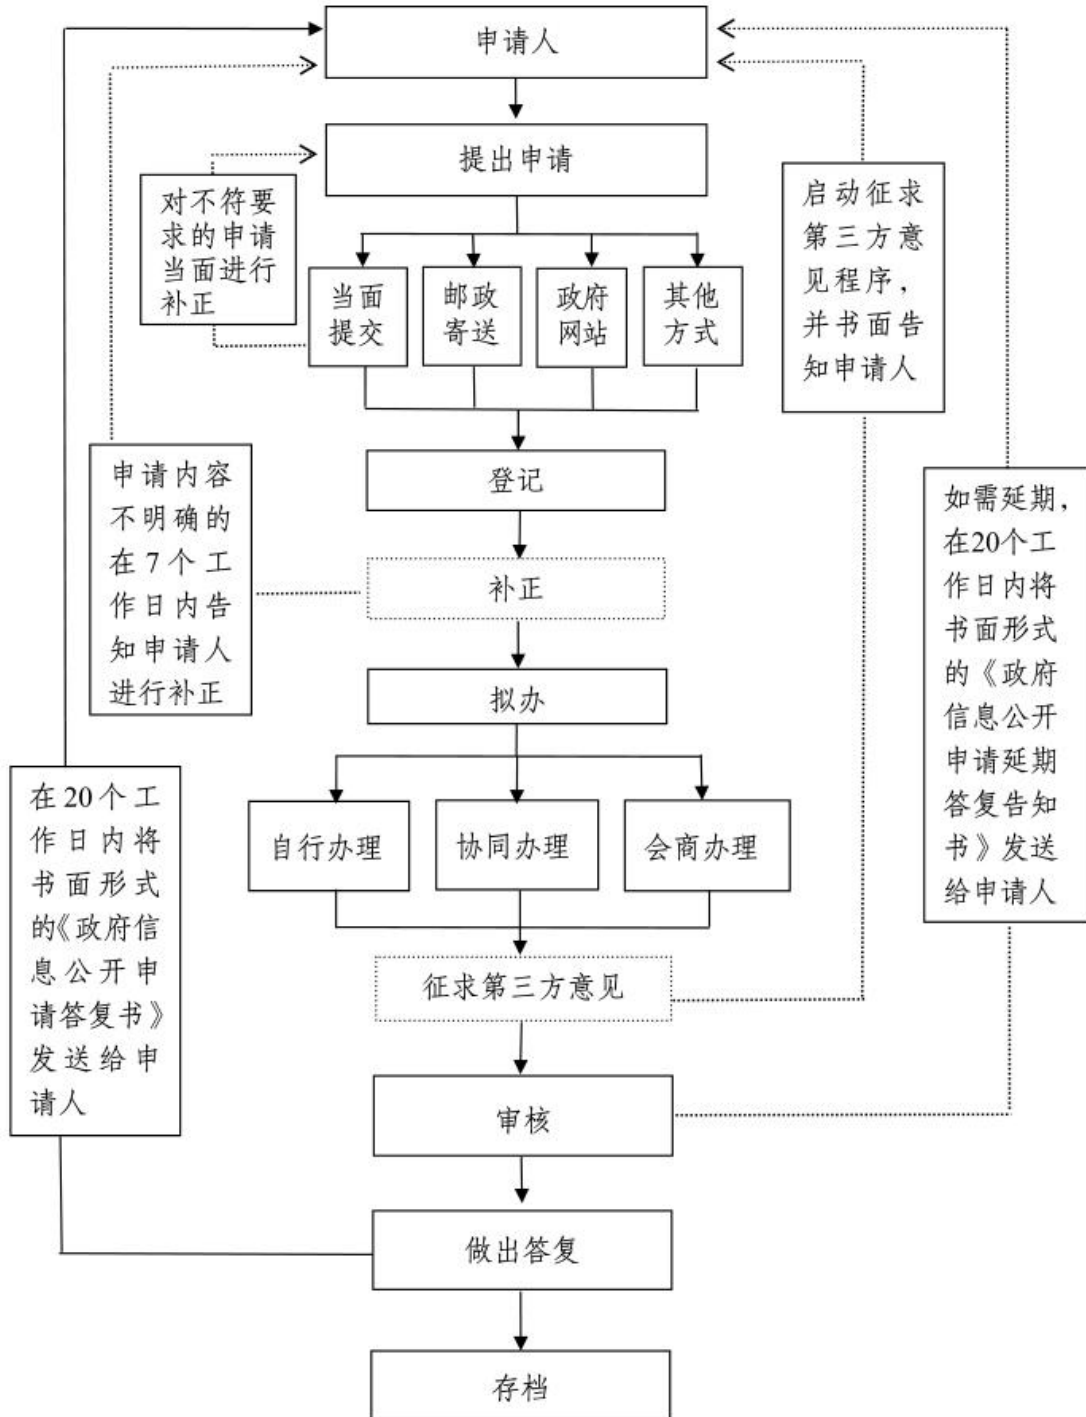 申请人
提出申请
对不符要
求的申请
当面进行
补正
当面
提交
邮政
寄送
政府
网站
其他
方式
启动征求
第三方意
见程序，
并书面告
知申请人
登记
申请内容
不明确的
在7个工
作日内告
知申请人
进行补正
补正
如需延期，
在20个工
作日内将
书面形式
的《政府
信息公开
申请延期
答复告知
书》发送
给申请人
拟办
在20个工
作日内将
书面形式
的《政府信
息公开申
请答复书》
发送给申
请人
自行办理
协同办理
会商办理
征求第三方意见
审核
做出答复
存档